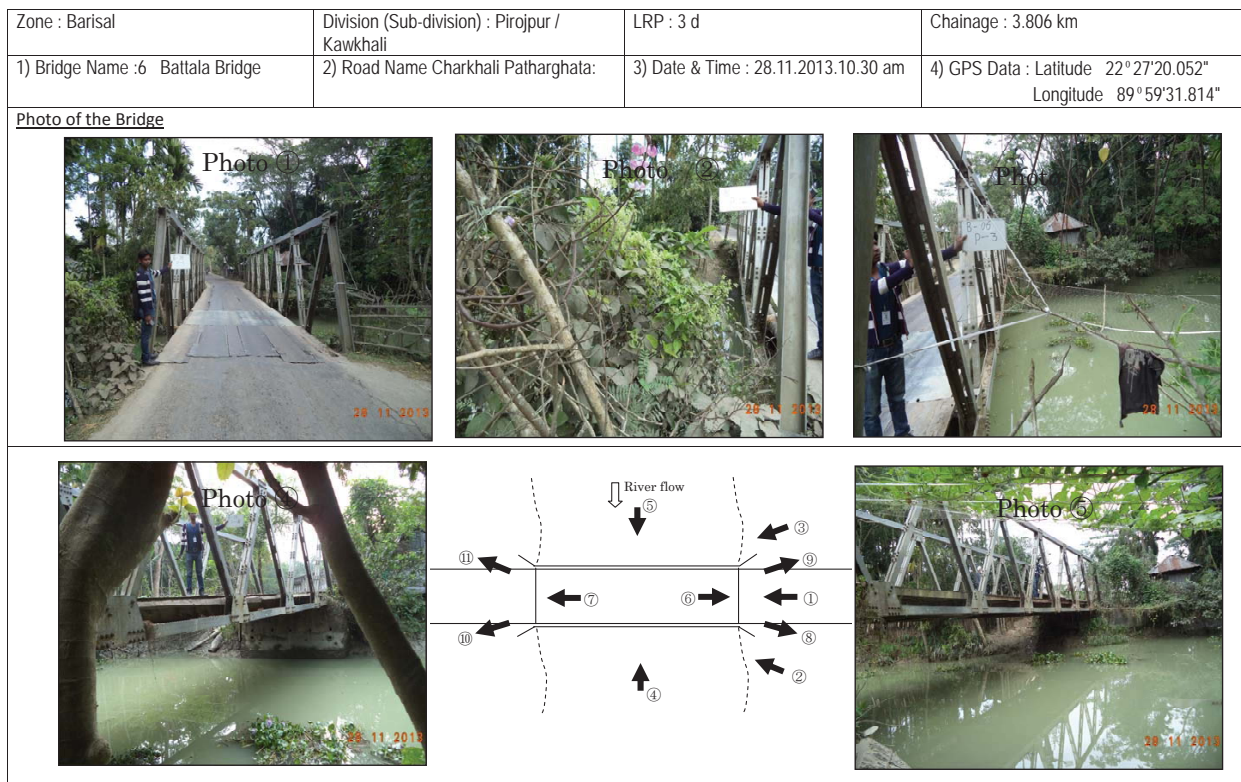 Zone : Barisal
Division (Sub-division) : Pirojpur /
Kawkhali
LRP : 3 d
Chainage : 3.806 km
1) Bridge Name :6 Battala Bridge
2) Road Name Charkhali Patharghata:
3) Date & Time : 28.11.2013.10.30 am
4) GPS Data : Latitude 22°27'20.052"
Longitude 89°59'31.814"
Photo of the Bridge
Photo ①
28 11 2013
Photo ②
28 11 2013
Phot
B-06
P-3
28 11 2013
Photo ④
28 11 2013
River flow
⑤
③
⑪
⑨
⑦
⑥
①
⑩
⑧
②
④
Photo ⑤
28 11 2013